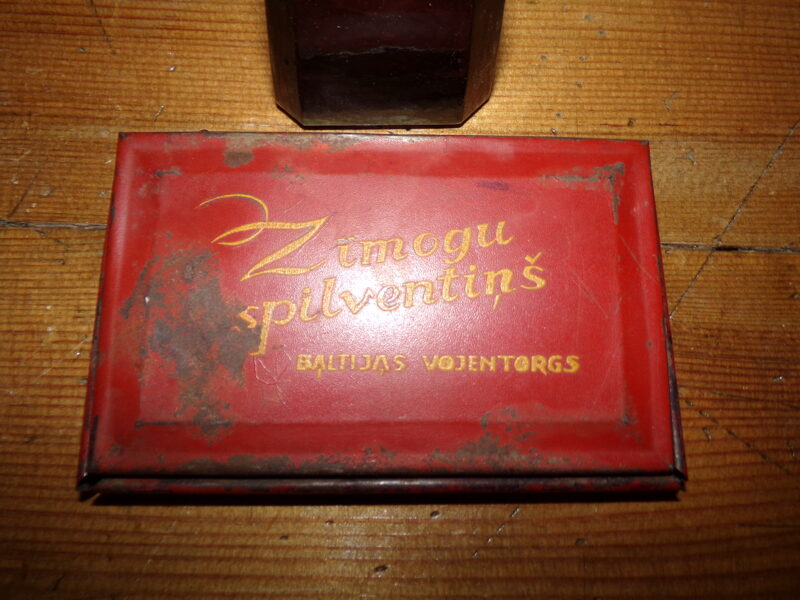 Zīmogu
spilventiņš
BALTIJAS VOJENTORGS